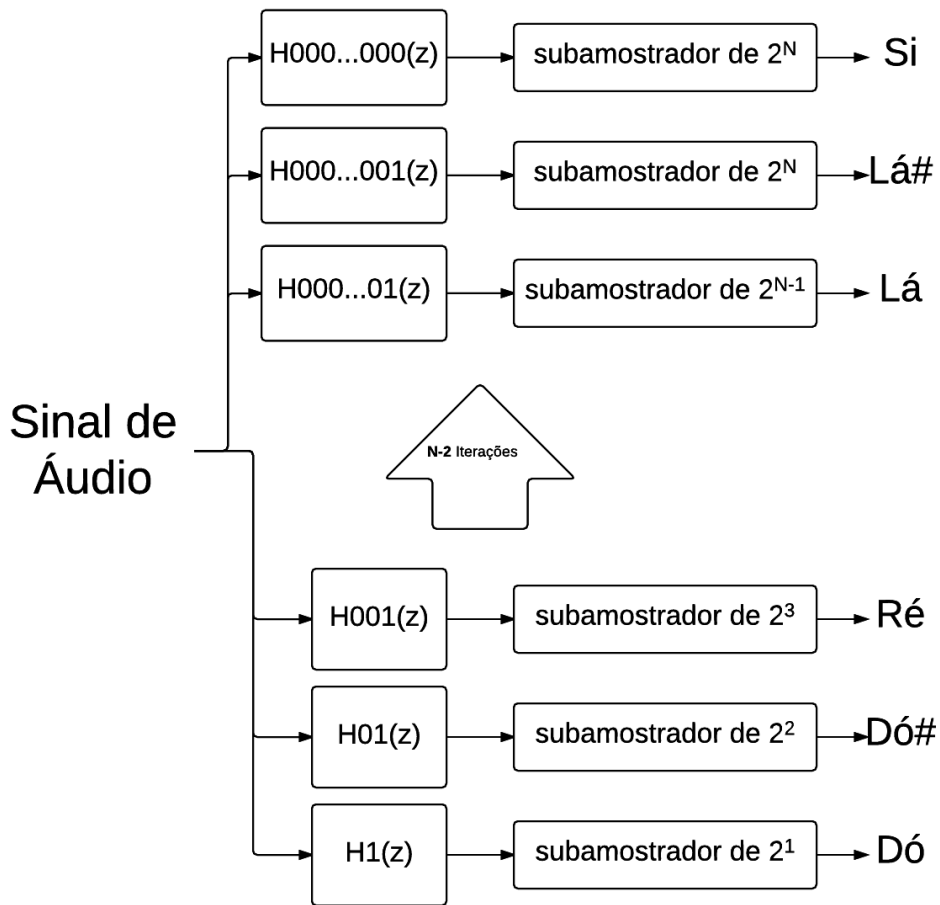 H000...000(z) subamostrador de 2ᴺ Si
H000...001(z) subamostrador de 2ᴺ Lá#
H000...01(z) subamostrador de 2ᴺ⁻¹ Lá
Sinal de
Áudio
N-2 Iterações
H001(z) subamostrador de 2³ Ré
H01(z) subamostrador de 2² Dó#
H1(z) subamostrador de 2¹ Dó